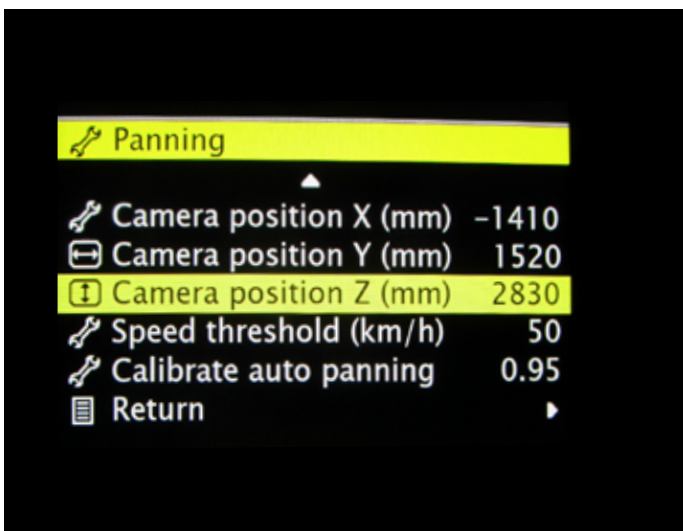 Panning
Camera position X (mm) -1410
Camera position Y (mm) 1520
Camera position Z (mm) 2830
Speed threshold (km/h) 50
Calibrate auto panning 0.95
Return